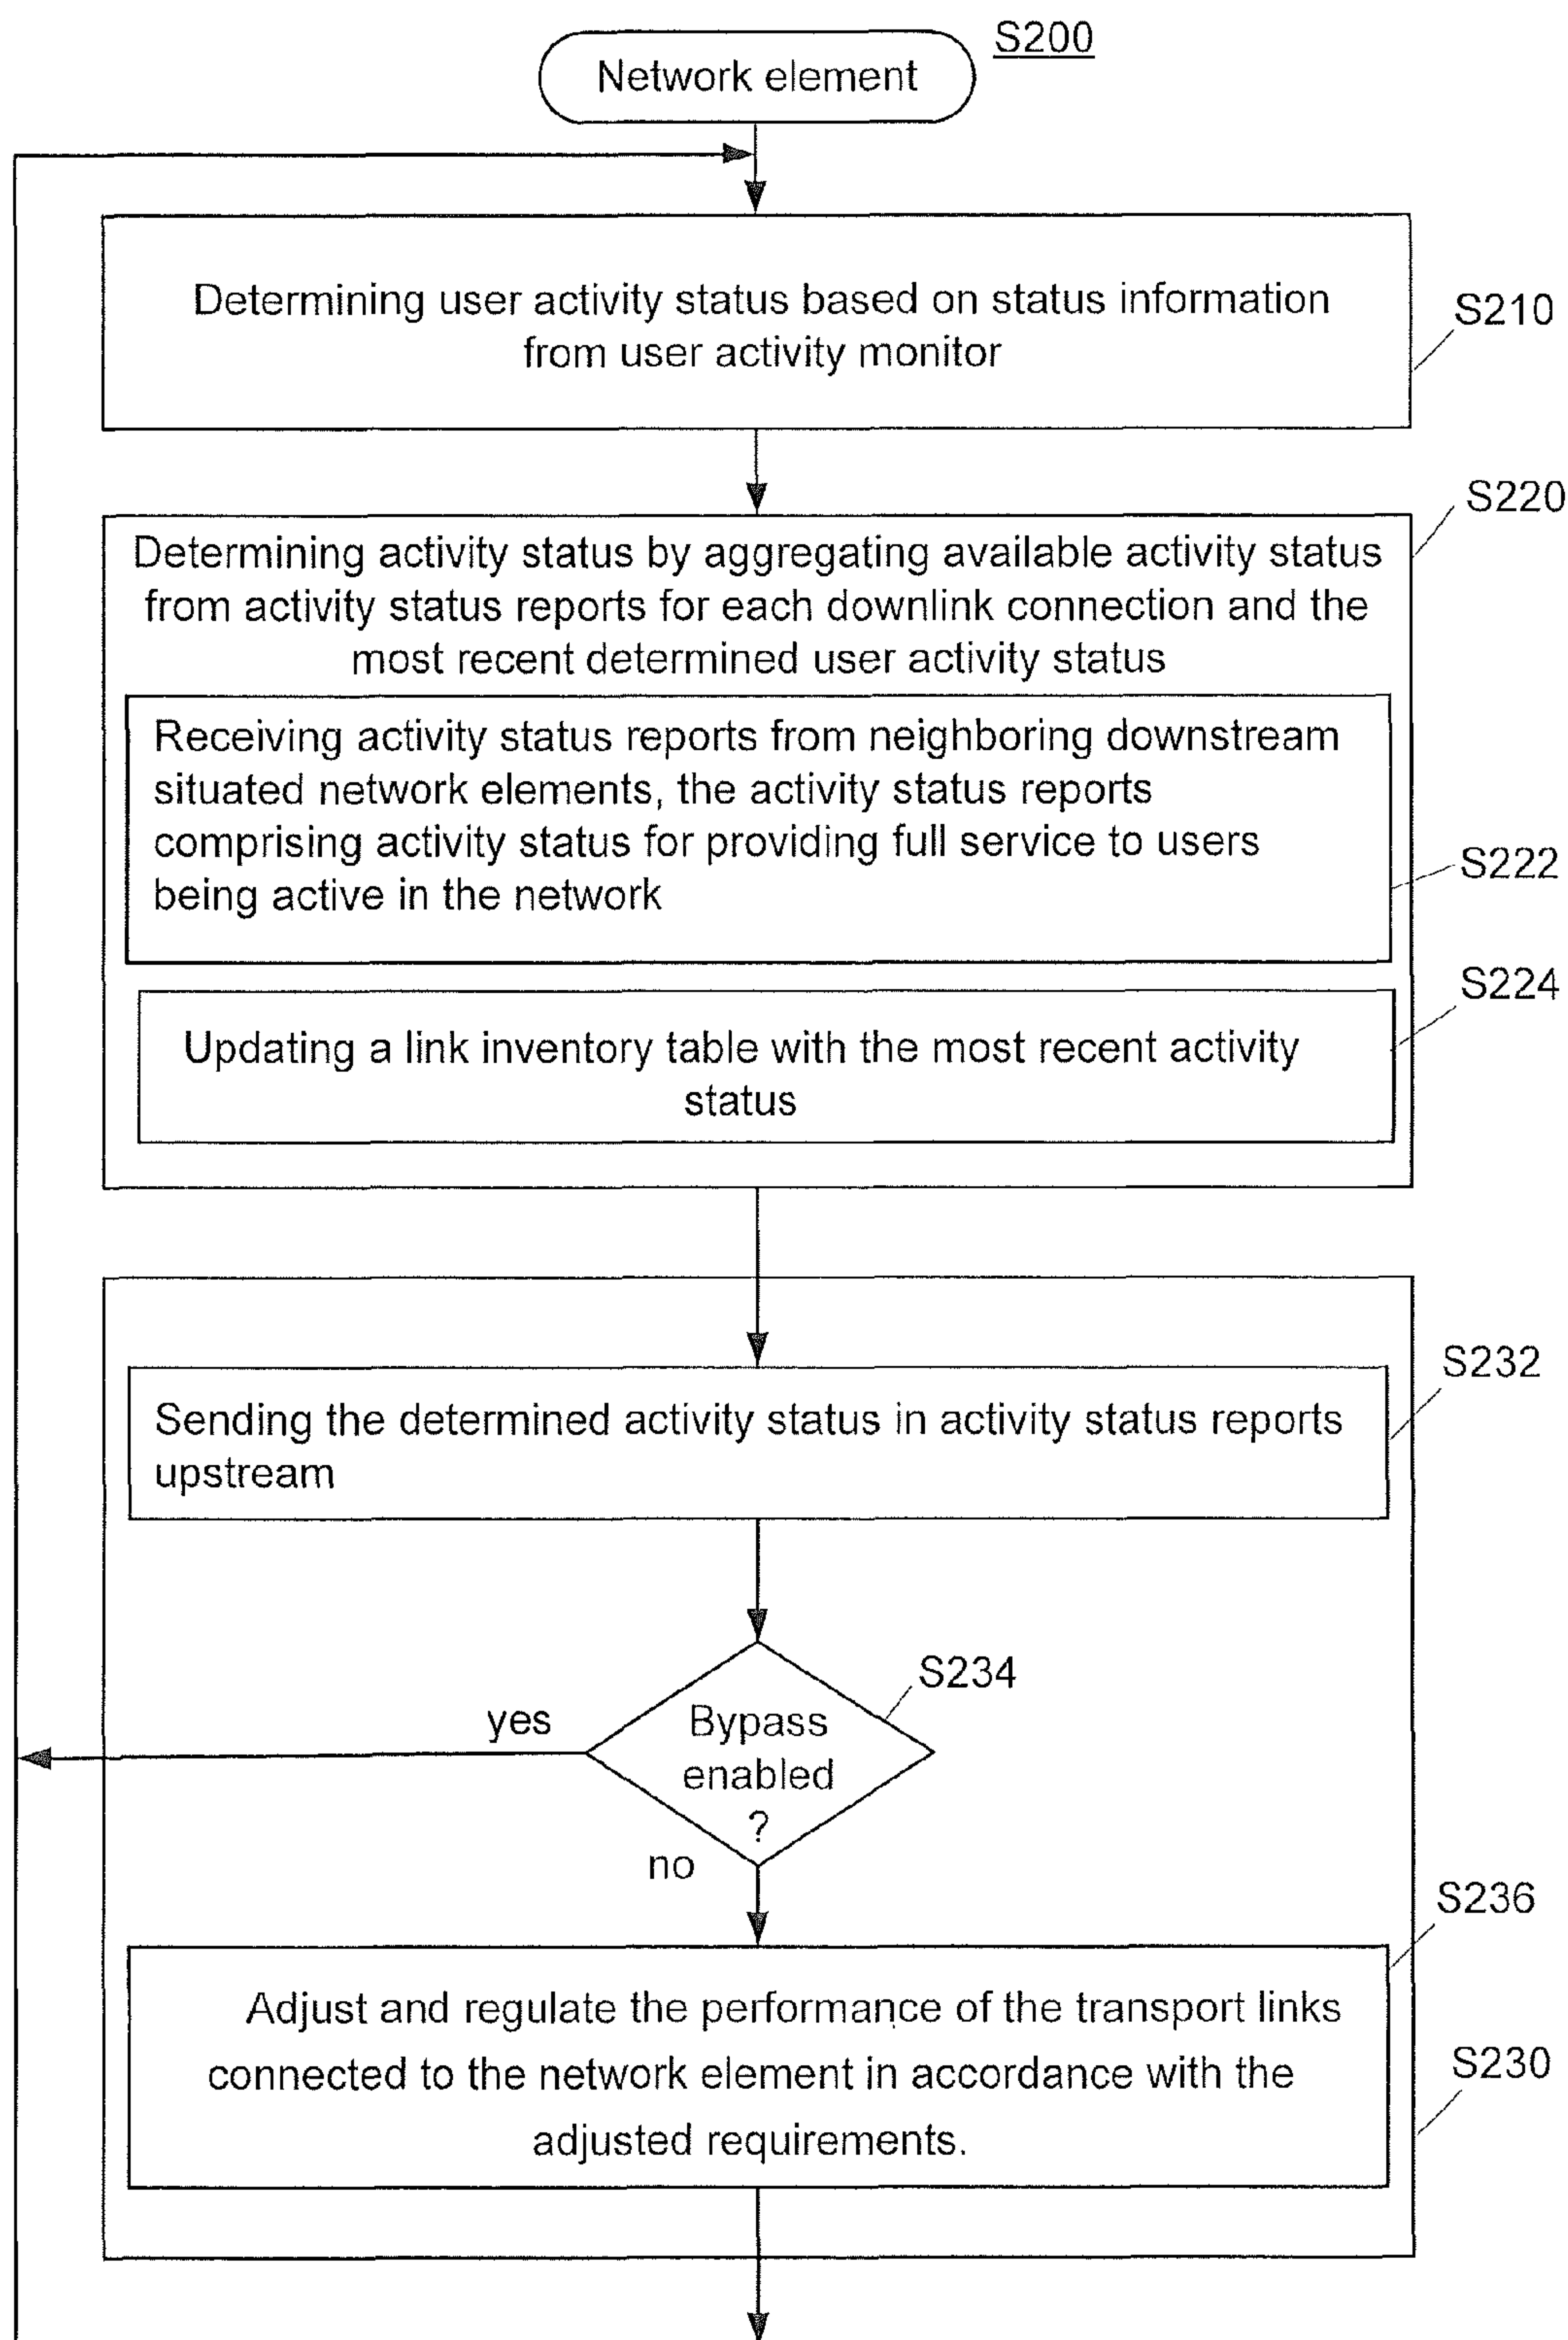 S200
Network element
Determining user activity status based on status information
from user activity monitor
S210
S220
Determining activity status by aggregating available activity status
from activity status reports for each downlink connection and the
most recent determined user activity status
Receiving activity status reports from neighboring downstream
situated network elements, the activity status reports
comprising activity status for providing full service to users
being active in the network
S222
S224
Updating a link inventory table with the most recent activity
status
S232
Sending the determined activity status in activity status reports
upstream
S234
yes
Bypass
enabled
?
no
S236
Adjust and regulate the performance of the transport links
connected to the network element in accordance with the
adjusted requirements.
S230